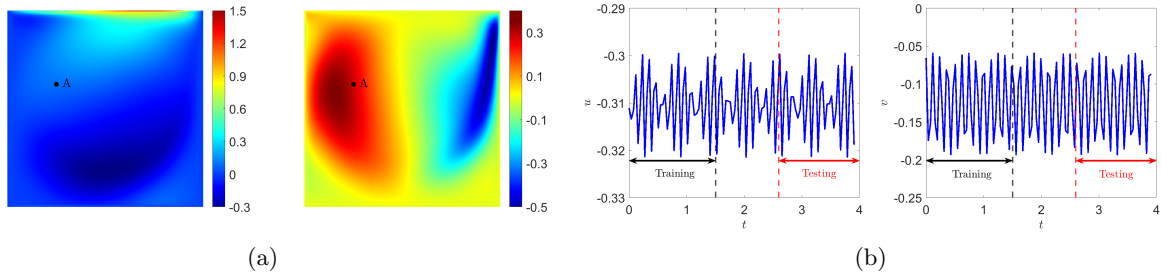 1.5
1.2
0.9
0.6
0.3
0
-0.3
A
0.3
0.1
-0.1
-0.3
-0.5
A
(a)
-0.29
-0.3
-0.31
-0.32
-0.33
u
0 1 2 3 4
t
Training
Testing
0
-0.05
-0.1
-0.15
-0.2
-0.25
v
0 1 2 3 4
t
Training
Testing
(b)